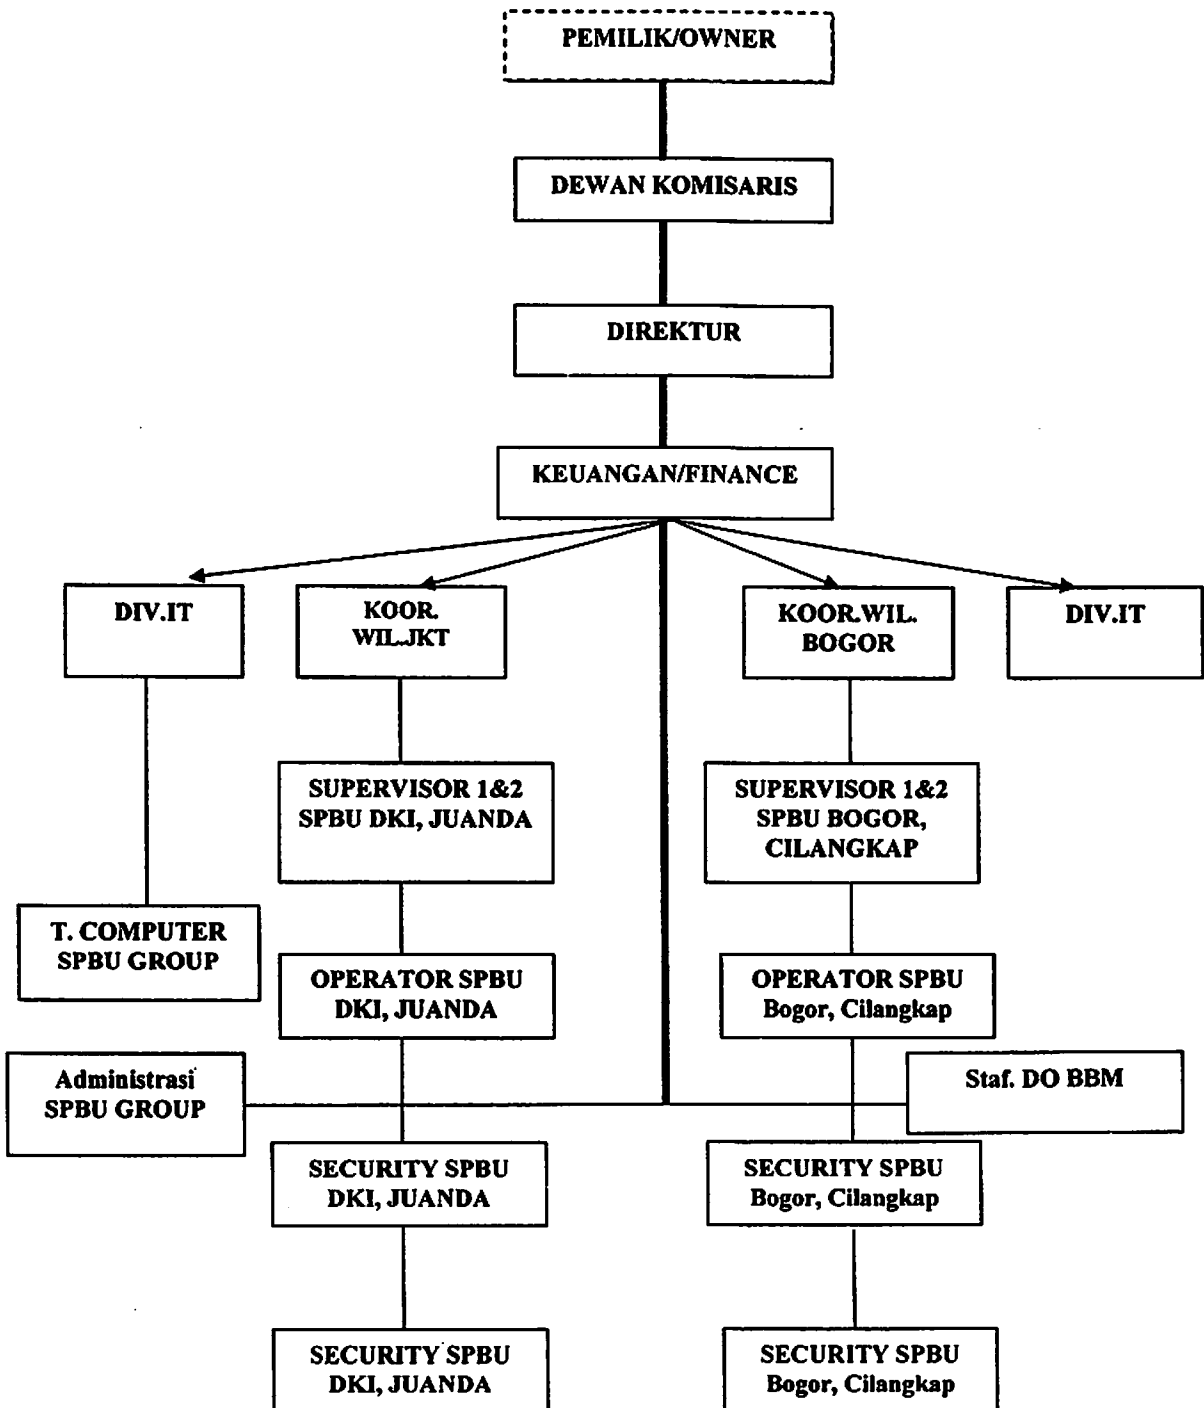 PEMILIK/OWNER
DEWAN KOMISARIS
DIREKTUR
KEUANGAN/FINANCE
DIV.IT
KOOR.
WIL.JKT
KOOR.WIL.
BOGOR
DIV.IT
SUPERVISOR 1&2
SPBU DKI, JUANDA
SUPERVISOR 1&2
SPBU BOGOR,
CILANGKAP
T. COMPUTER
SPBU GROUP
OPERATOR SPBU
DKI, JUANDA
OPERATOR SPBU
Bogor, Cilangkap
Administrasi
SPBU GROUP
Staf. DO BBM
SECURITY SPBU
DKI, JUANDA
SECURITY SPBU
Bogor, Cilangkap
SECURITY SPBU
DKI, JUANDA
SECURITY SPBU
Bogor, Cilangkap